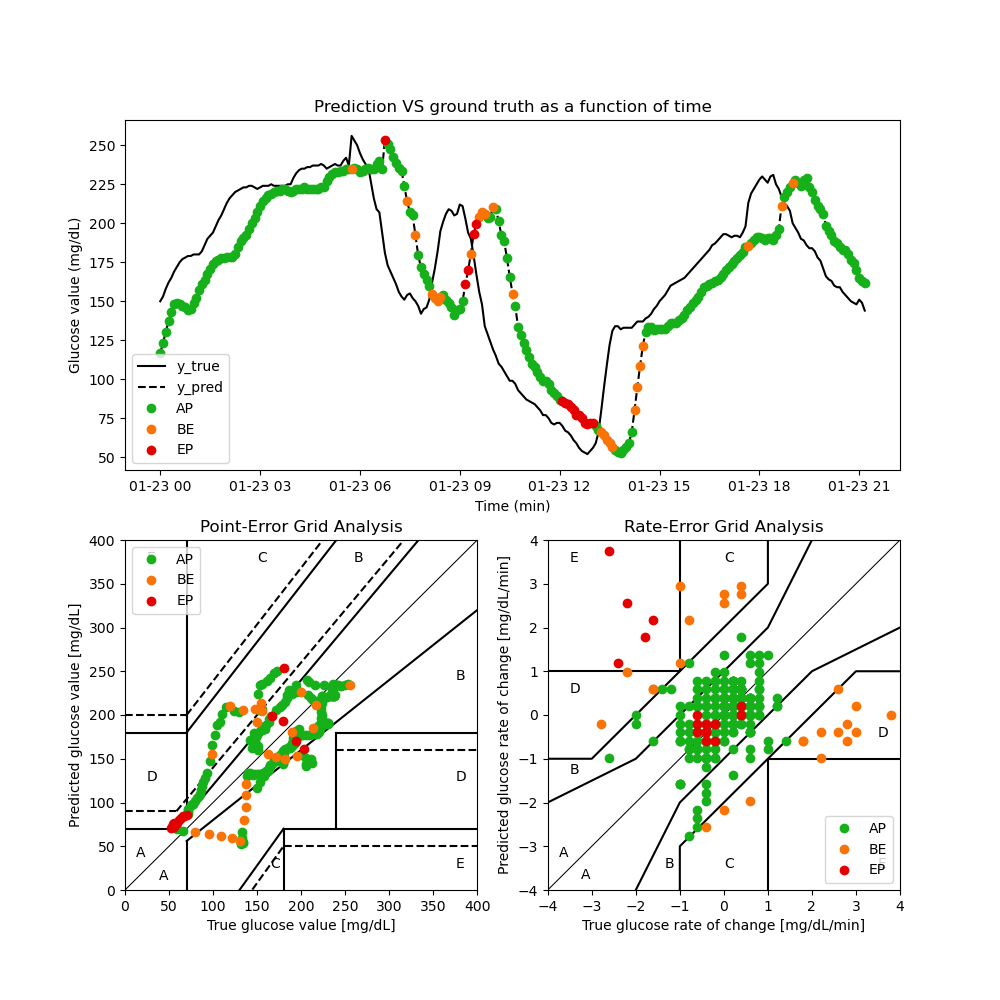 Prediction VS ground truth as a function of time
Glucose value (mg/dL)
250
225
200
175
150
125
100
75
50
y_true
y_pred
AP
BE
EP
01-23 00 01-23 03 01-23 06 01-23 09 01-23 12 01-23 15 01-23 18 01-23 21
Time (min)
Point-Error Grid Analysis
Predicted glucose value [mg/dL]
400
350
300
250
200
150
100
50
0
AP
BE
EP
C
B
B
D
D
A
A
C
E
0 50 100 150 200 250 300 350 400
True glucose value [mg/dL]
Rate-Error Grid Analysis
Predicted glucose rate of change [mg/dL/min]
4
3
2
1
0
−1
−2
−3
−4
E
C
D
D
B
A
A
B
C
AP
BE
EP
−4 −3 −2 −1 0 1 2 3 4
True glucose rate of change [mg/dL/min]